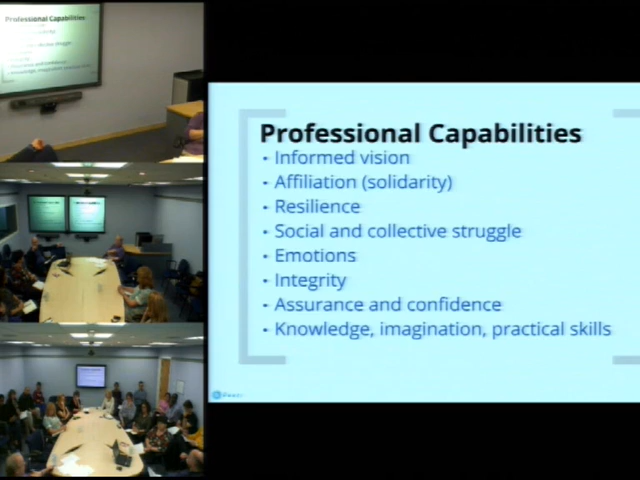 Professional Capabilities
Professional Capabilities
• Informed vision
• Affiliation (solidarity)
• Resilience
• Social and collective struggle
• Emotions
• Integrity
• Assurance and confidence
• Knowledge, imagination, practical skills